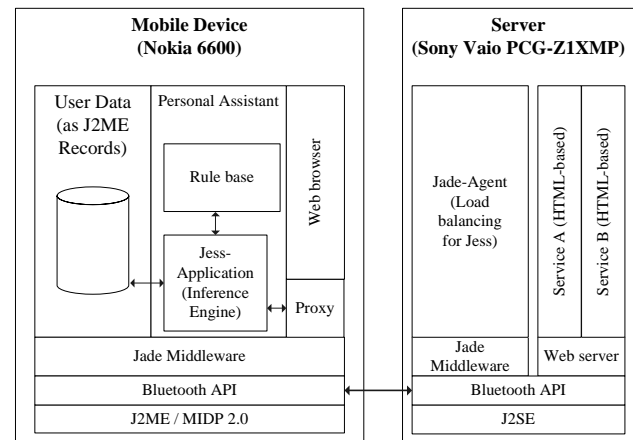 Mobile Device
(Nokia 6600)
User Data
(as J2ME
Records)
Personal Assistant
Rule base
Jess-
Application
(Inference
Engine)
Web browser
Proxy
Jade Middleware
Bluetooth API
J2ME / MIDP 2.0
Server
(Sony Vaio PCG-Z1XMP)
Jade-Agent
(Load
balancing
for Jess)
Service A (HTML-based)
Service B (HTML-based)
Jade
Middleware
Web server
Bluetooth API
J2SE